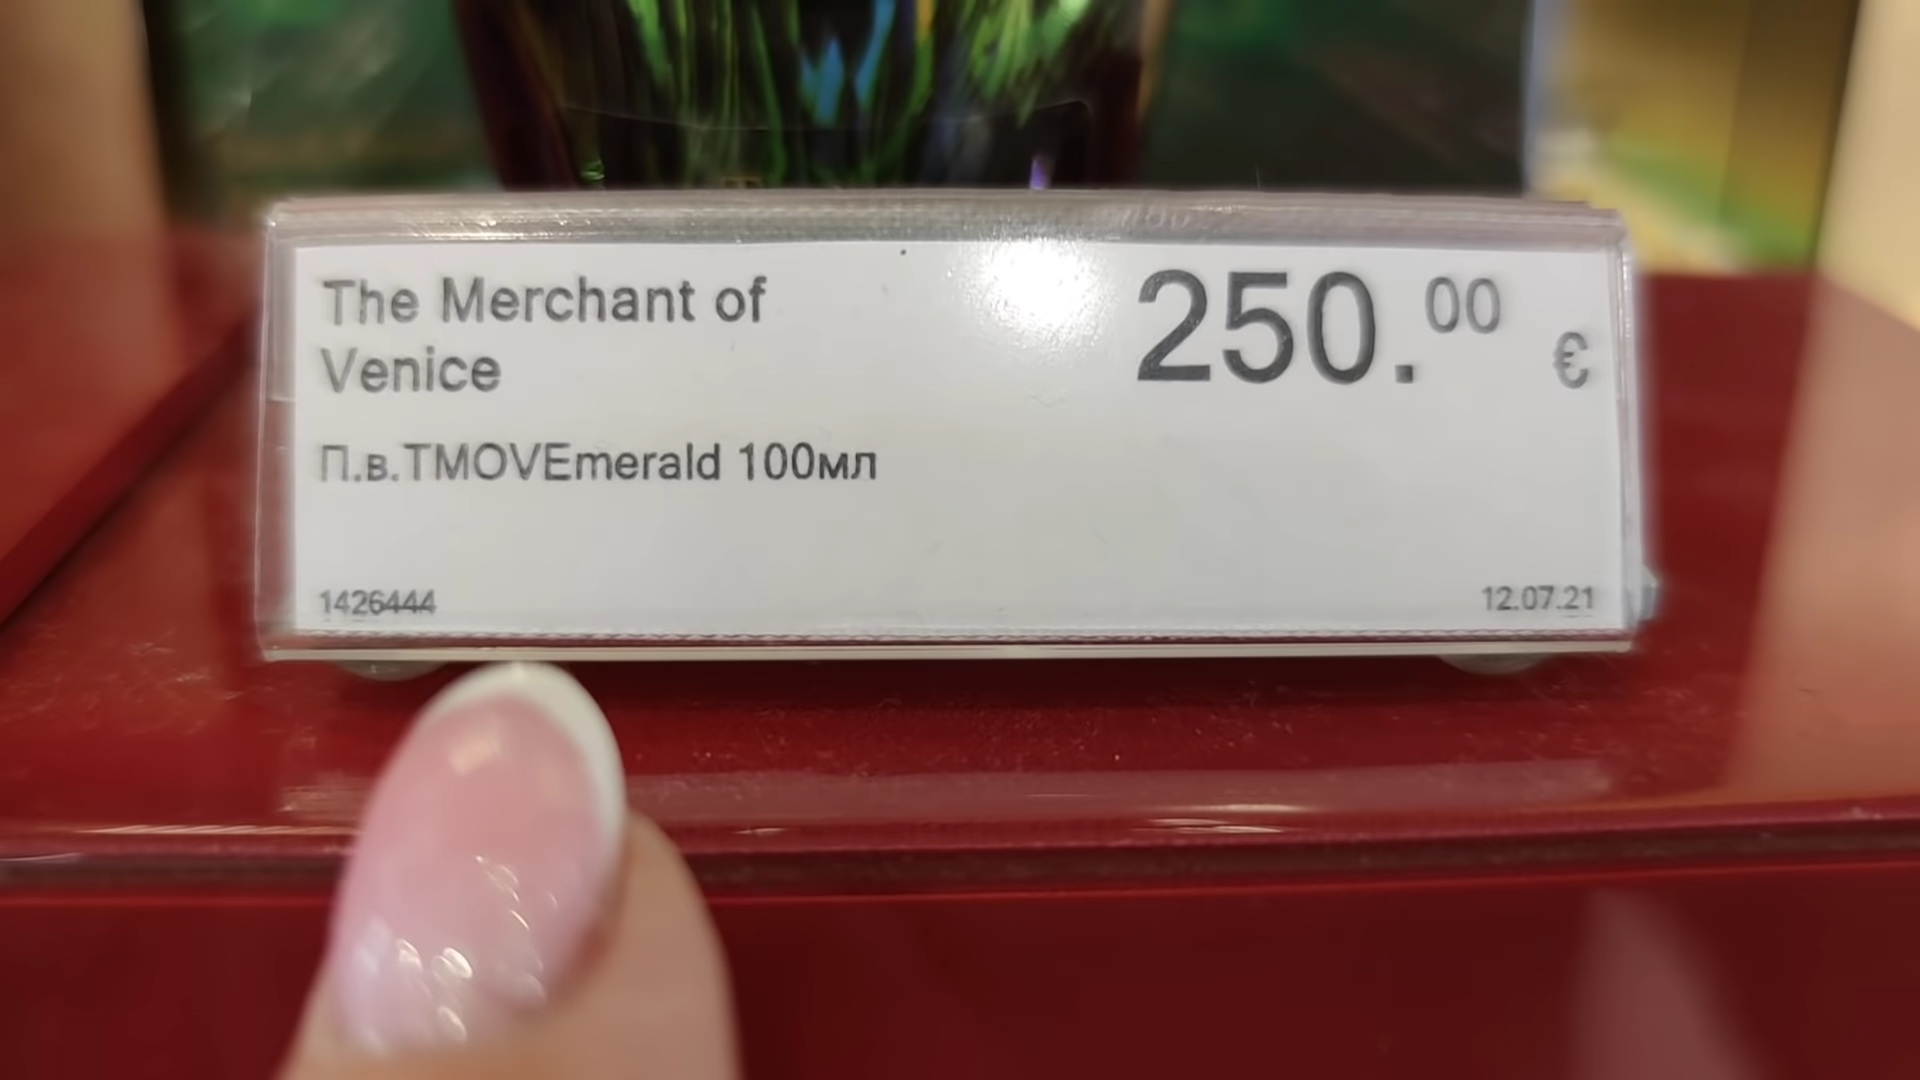 The Merchant of
Venice
250.00 €
П.в.TMOVEmerald 100мл
1426444
12.07.21